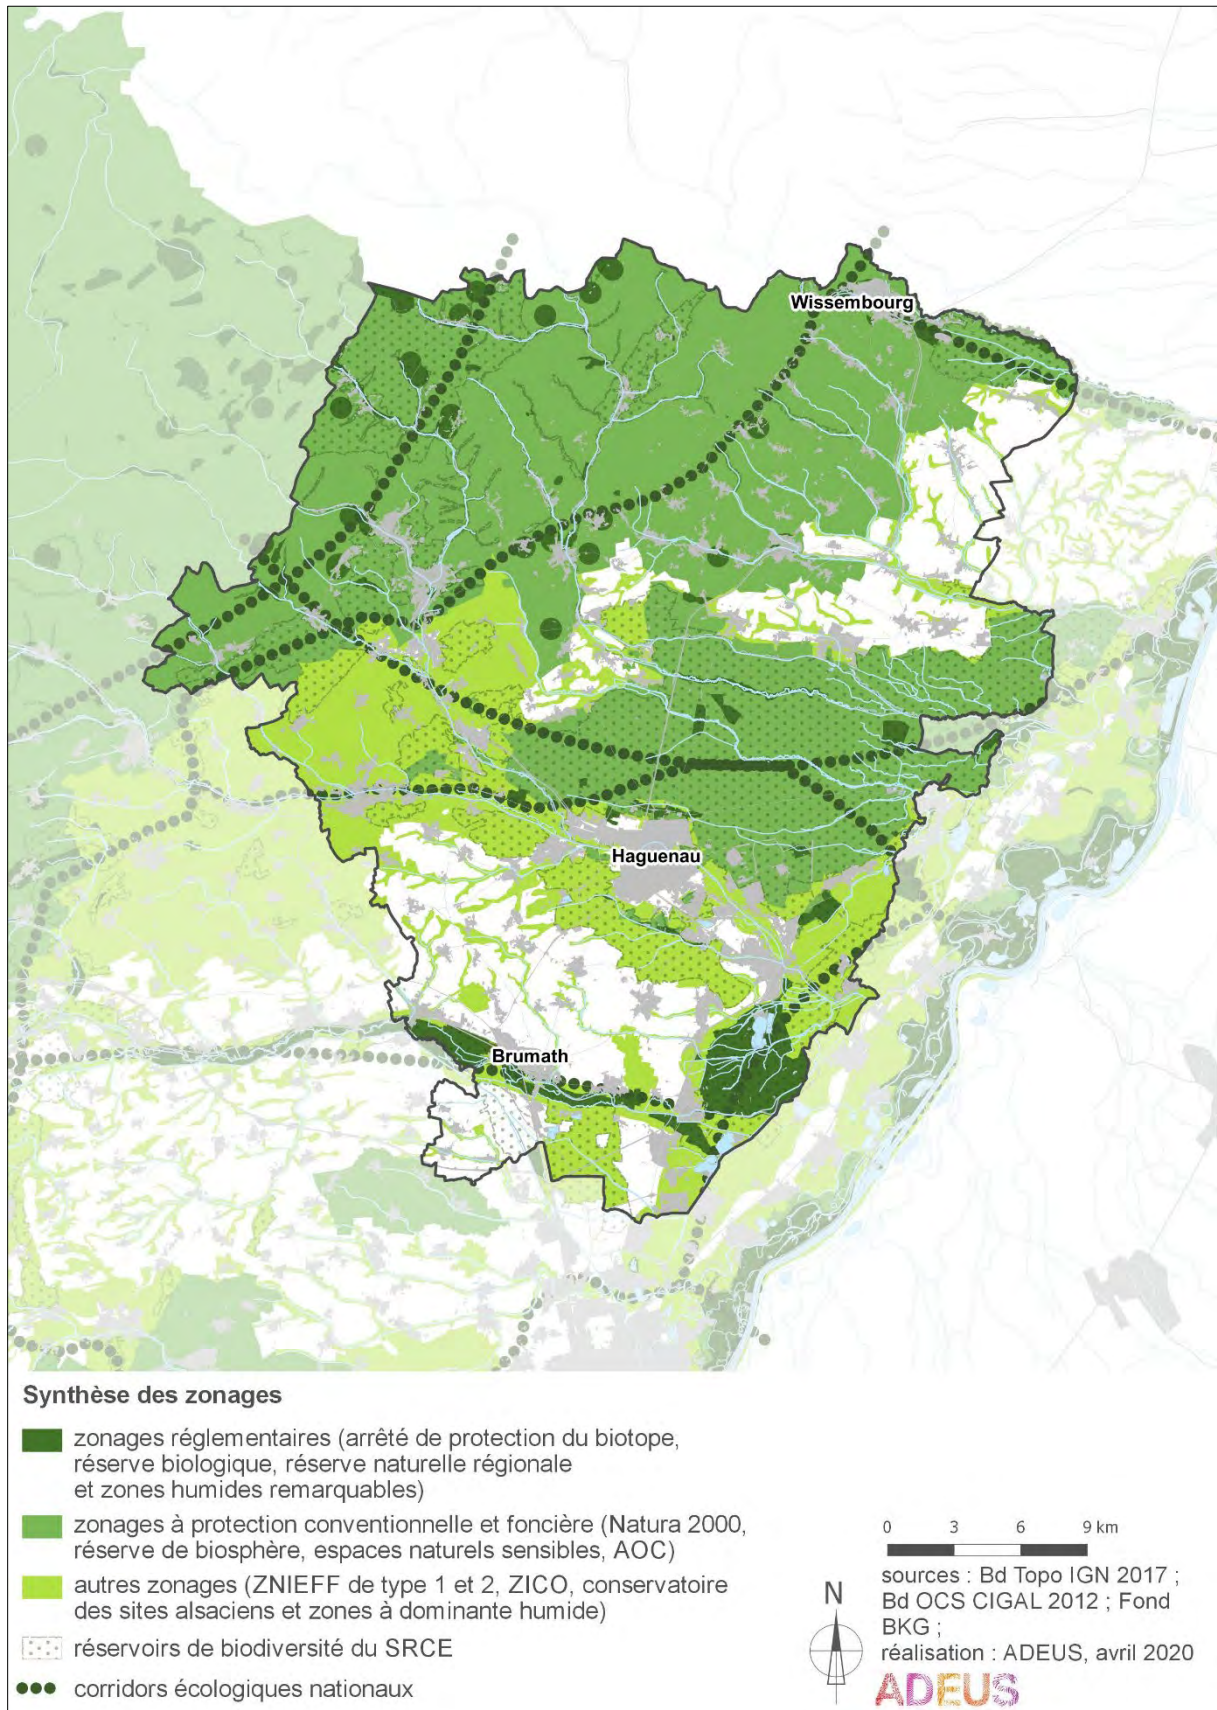 Wissembourg
Haguenau
Brumath
Synthèse des zonages
zonages réglementaires (arrêté de protection du biotope,
réserve biologique, réserve naturelle régionale
et zones humides remarquables)
zonages à protection conventionnelle et foncière (Natura 2000,
réserve de biosphère, espaces naturels sensibles, AOC)
autres zonages (ZNIEFF de type 1 et 2, ZICO, conservatoire
des sites alsaciens et zones à dominante humide)
réservoirs de biodiversité du SRCE
corridors écologiques nationaux
0 3 6 9 km
N
sources : Bd Topo IGN 2017 ;
Bd OCS CIGAL 2012 ; Fond
BKG ;
réalisation : ADEUS, avril 2020
ADEUS